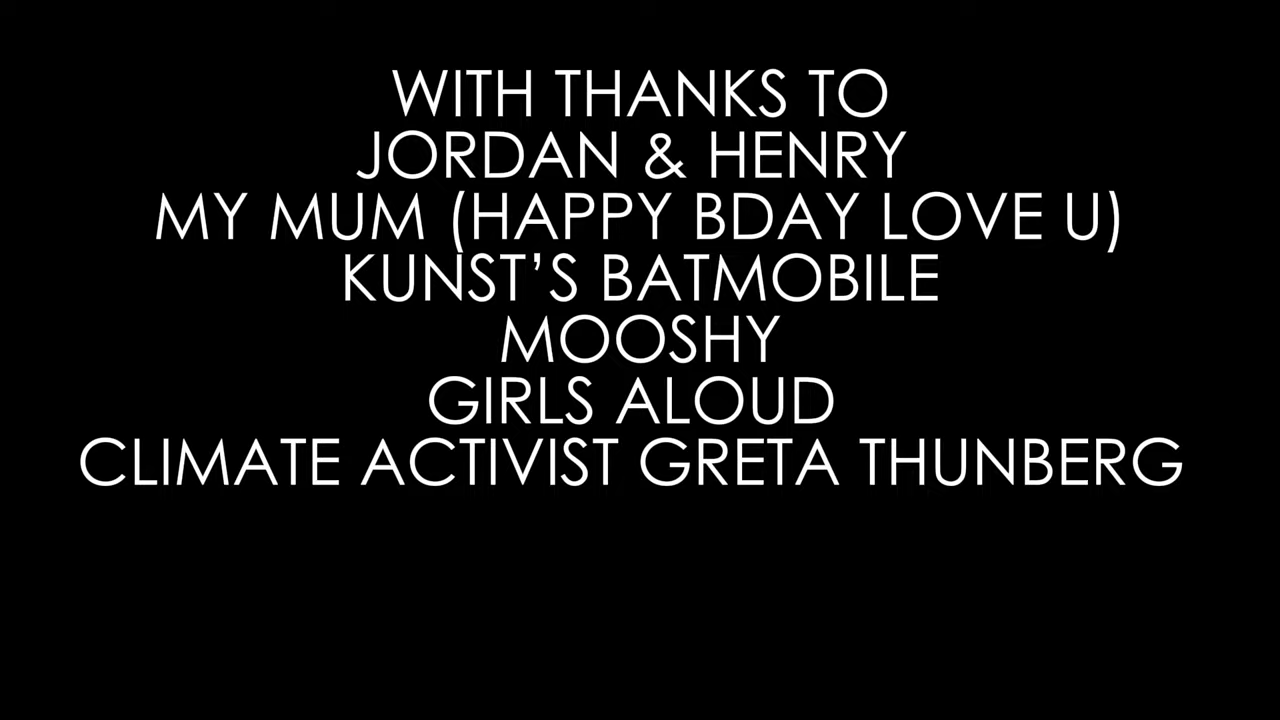 WITH THANKS TO
JORDAN & HENRY
MY MUM (HAPPY BDAY LOVE U)
KUNST’S BATMOBILE
MOOSHY
GIRLS ALOUD
CLIMATE ACTIVIST GRETA THUNBERG